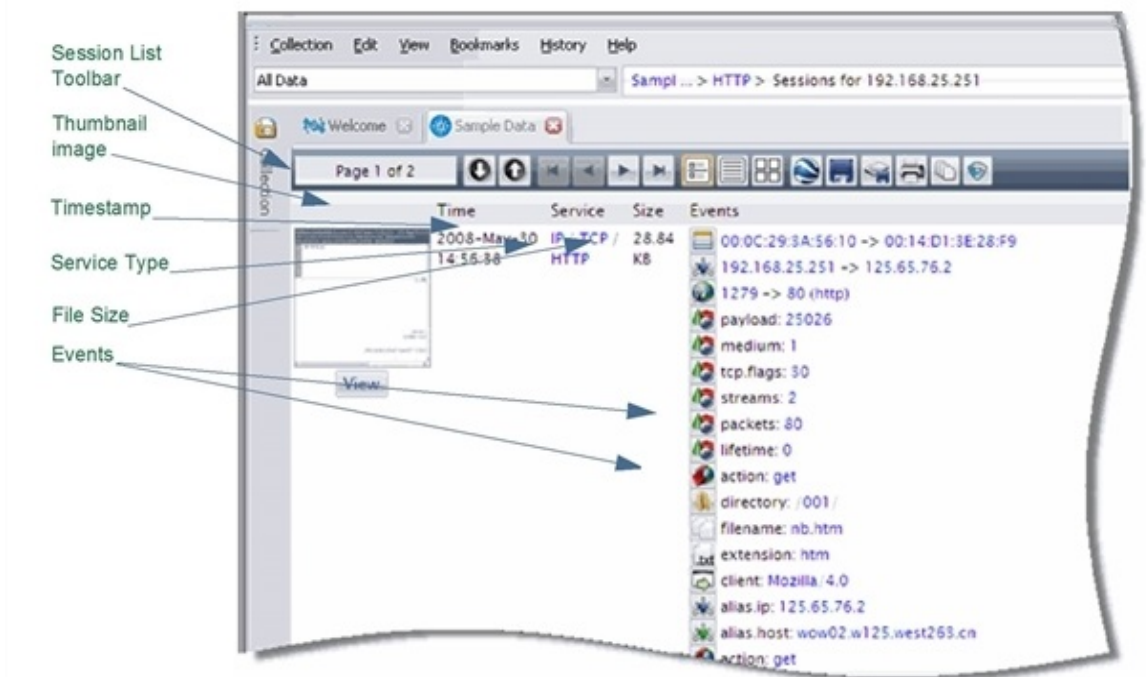 Session List
Toolbar
Thumbnail
image
Timestamp
Service Type
File Size
Events
Collection Edit View Bookmarks History Help
All Data
Sampl ... > HTTP > Sessions for 192.168.25.251
Welcome
Sample Data
Collection
Page 1 of 2
Time Service Size Events
2008-May-30 IP / TCP / 28.84
14:56:38 HTTP KB
View
00:0C:29:3A:56:10 -> 00:14:D1:3E:28:F9
192.168.25.251 -> 125.65.76.2
1279 -> 80 (http)
payload: 25026
medium: 1
tcp.flags: 30
streams: 2
packets: 80
lifetime: 0
action: get
directory: /001/
filename: nb.htm
.txt extension: htm
client: Mozilla/4.0
alias.ip: 125.65.76.2
alias.host: wow02.w125.west263.cn
action: get